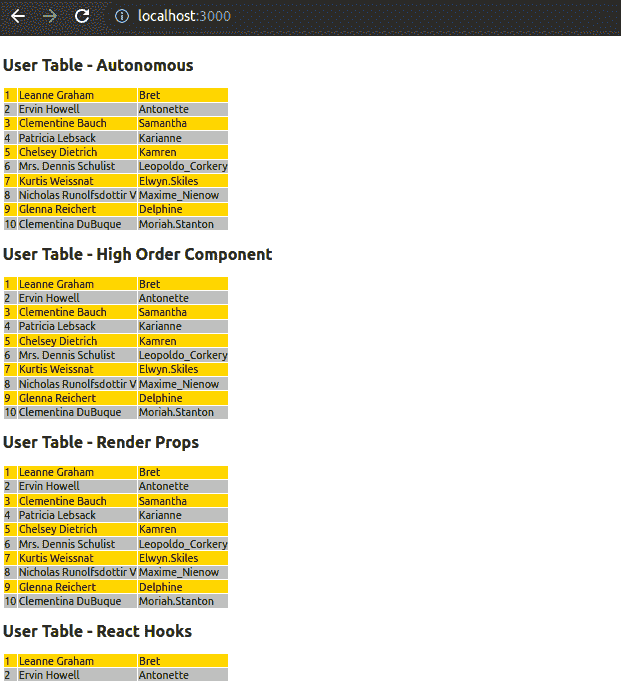 localhost:3000
User Table - Autonomous
1 Leanne Graham Bret
2 Ervin Howell Antonette
3 Clementine Bauch Samantha
4 Patricia Lebsack Karianne
5 Chelsey Dietrich Kamren
6 Mrs. Dennis Schulist Leopoldo_Corkery
7 Kurtis Weissnat Elwyn.Skiles
8 Nicholas Runolfsdottir V Maxime_Nienow
9 Glenna Reichert Delphine
10 Clementina DuBuque Moriah.Stanton
User Table - High Order Component
1 Leanne Graham Bret
2 Ervin Howell Antonette
3 Clementine Bauch Samantha
4 Patricia Lebsack Karianne
5 Chelsey Dietrich Kamren
6 Mrs. Dennis Schulist Leopoldo_Corkery
7 Kurtis Weissnat Elwyn.Skiles
8 Nicholas Runolfsdottir V Maxime_Nienow
9 Glenna Reichert Delphine
10 Clementina DuBuque Moriah.Stanton
User Table - Render Props
1 Leanne Graham Bret
2 Ervin Howell Antonette
3 Clementine Bauch Samantha
4 Patricia Lebsack Karianne
5 Chelsey Dietrich Kamren
6 Mrs. Dennis Schulist Leopoldo_Corkery
7 Kurtis Weissnat Elwyn.Skiles
8 Nicholas Runolfsdottir V Maxime_Nienow
9 Glenna Reichert Delphine
10 Clementina DuBuque Moriah.Stanton
User Table - React Hooks
1 Leanne Graham Bret
2 Ervin Howell Antonette